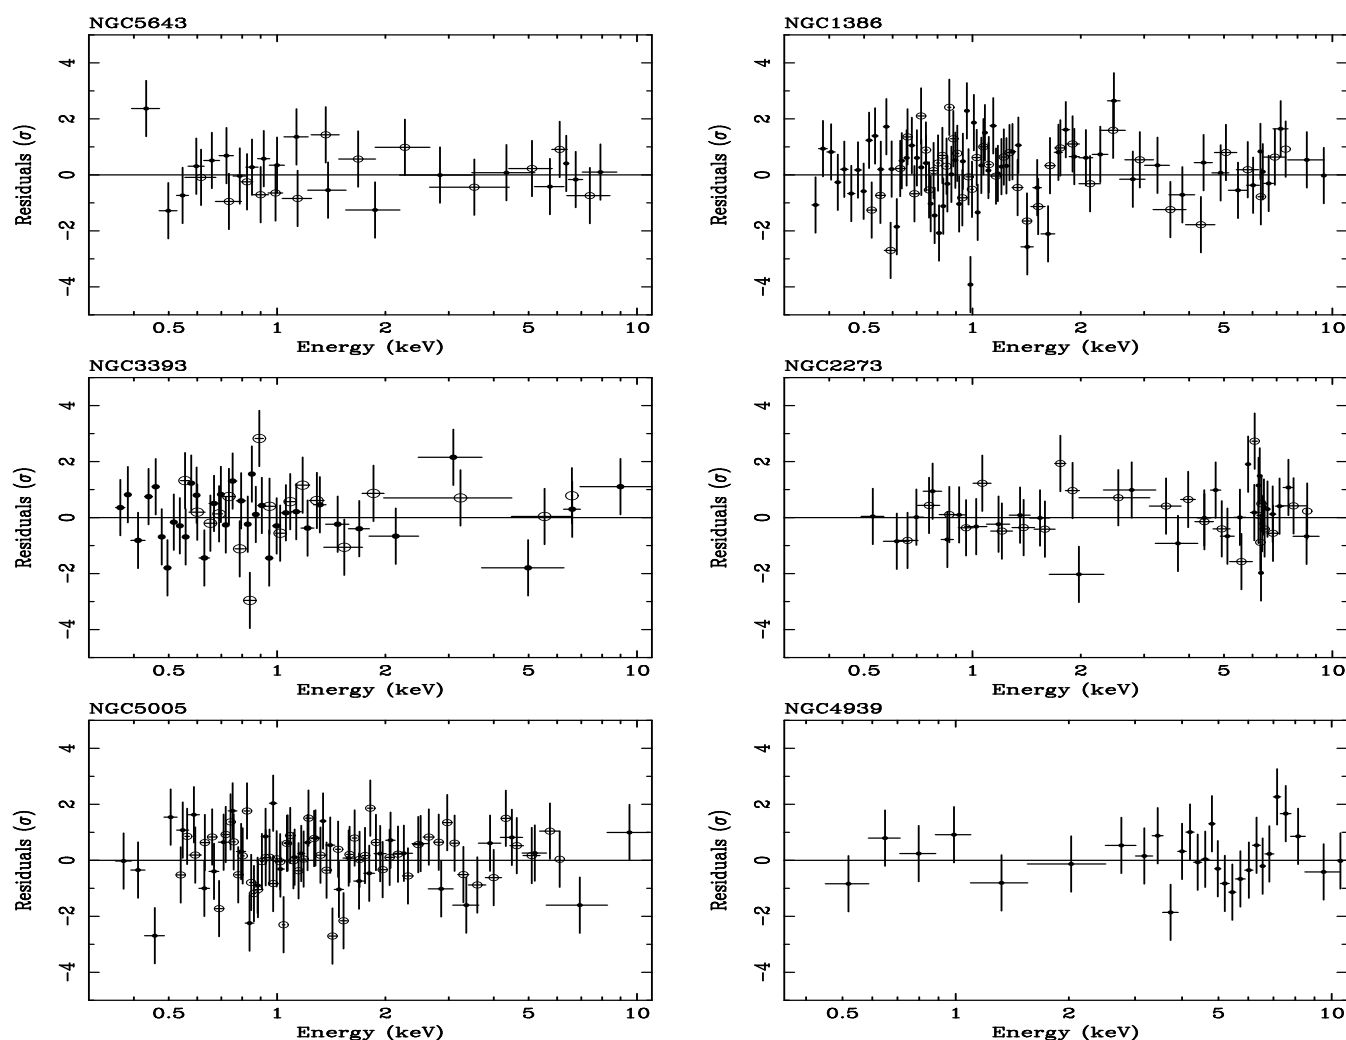 NGC5643
4
2
0
−2
−4
Residuals (σ)
0.5 1 2 5 10
Energy (keV)
NGC1386
4
2
0
−2
−4
Residuals (σ)
0.5 1 2 5 10
Energy (keV)
NGC3393
4
2
0
−2
−4
Residuals (σ)
0.5 1 2 5 10
Energy (keV)
NGC2273
4
2
0
−2
−4
Residuals (σ)
0.5 1 2 5 10
Energy (keV)
NGC5005
4
2
0
−2
−4
Residuals (σ)
0.5 1 2 5 10
Energy (keV)
NGC4939
4
2
0
−2
−4
Residuals (σ)
0.5 1 2 5 10
Energy (keV)